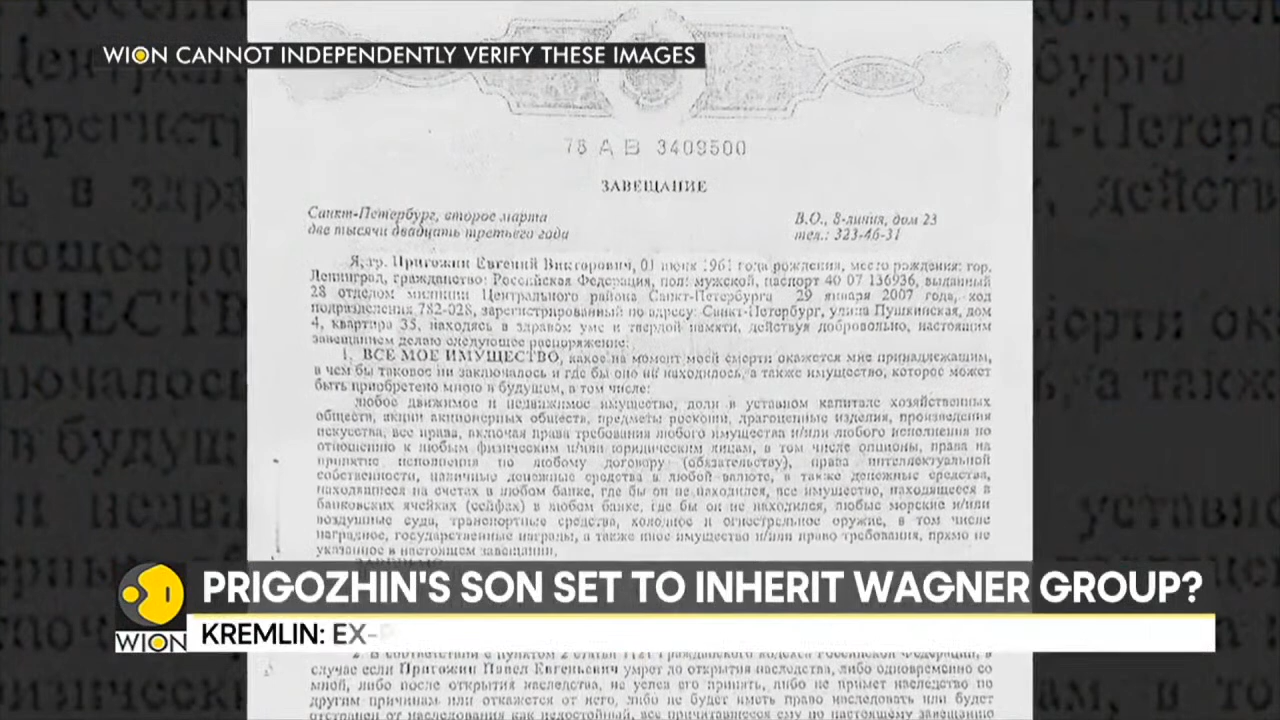 WION CANNOT INDEPENDENTLY VERIFY THESE IMAGES
78 АВ 3409500
ЗАВЕЩАНИЕ
Санкт-Петербург, второе марта
две тысячи двадцать третьего года
В.О., 8-линия, дом 23
тел.: 323-46-31
Я, гр. Пригожин Евгений Викторович, 01 июня 1961 года рождения, место рождения: гор.
Ленинград, гражданство: Российская Федерация, пол: мужской, паспорт 40 07 136936, выданный
28 отделом милиции Центрального района Санкт-Петербурга 29 января 2007 года, код
подразделения 782-028, зарегистрированный по адресу: Санкт-Петербург, улица Пушкинская, дом
4, квартира 35, находясь в здравом уме и твердой памяти, действуя добровольно, настоящим
завещанием делаю следующее распоряжение:
1. ВСЕ МОЕ ИМУЩЕСТВО, какое на момент моей смерти окажется мне принадлежащим,
в чем бы таковое ни заключалось и где бы оно ни находилось, а также имущество, которое может
быть приобретено мною в будущем, в том числе:
любое движимое и недвижимое имущество, доли в уставном капитале хозяйственных
обществ, акции акционерных обществ, предметы роскоши, драгоценные изделия, произведения
искусства, все права, включая права требования любого имущества и/или любого исполнения по
отношению к любым физическим и/или юридическим лицам, в том числе опционы, права на
принятие исполнения по любому договору (обязательству), права интеллектуальной
собственности, наличные денежные средства в любой валюте, а также денежные средства,
находящиеся на счетах в любом банке, где бы он не находился, все имущество, находящееся в
банковских ячейках (сейфах) в любом банке, где бы он не находился, любые морские и/или
воздушные суда, транспортные средства, холодное и огнестрельное оружие, в том числе
наградное, государственные награды, а также иное имущество и/или право требования, прямо не
указанное в настоящем завещании,
PRIGOZHIN'S SON SET TO INHERIT WAGNER GROUP?
WION
KREMLIN: EX-
2. В соответствии с пунктом 2 статьи 1121 Гражданского кодекса Российской Федерации, в
случае если Пригожин Павел Евгеньевич умрет до открытия наследства, либо одновременно со
мной, либо после открытия наследства, не успев его принять, либо не примет наследство по
другим причинам или откажется от него, либо не будет иметь право наследовать или будет
отстранен от наследования как недостойный, все причитавшееся ему по настоящему завещанию